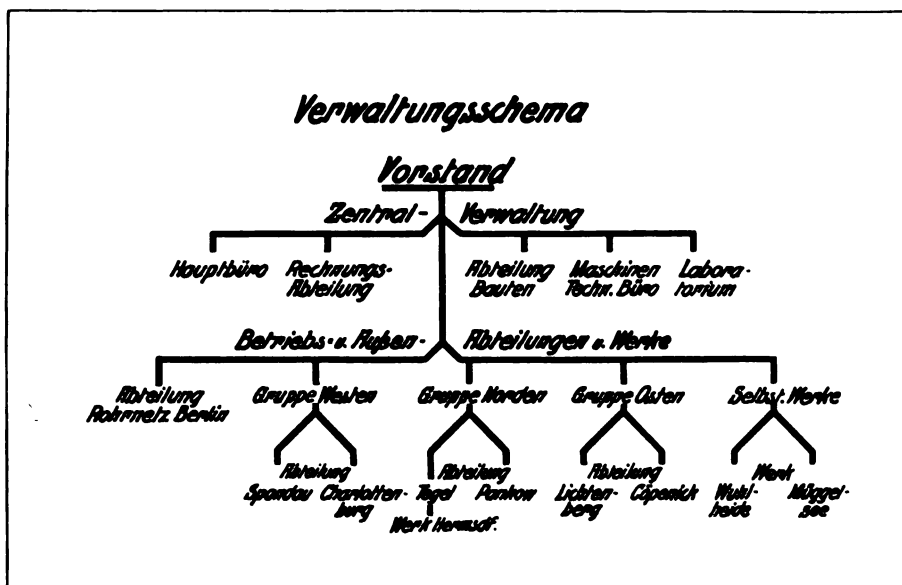 Verwaltungsschema
Vorstand
Zentral- Verwaltung
Hauptbüro Rechnungs- Abteilung Maschinen Labora-
Abteilung Bauten Techn. Büro torium
Betriebs- u. Außen- Abteilungen u. Werke
Abteilung Gruppe Westen Gruppe Norden Gruppe Osten Selbst. Werke
Rohrnetz Berlin
Abteilung Abteilung Abteilung Werk
Spandau Charlotten- Tegel Pankow Lichten- Cöpenick Wuhl- Müggel-
burg berg heide see
Werk Hermsdf.